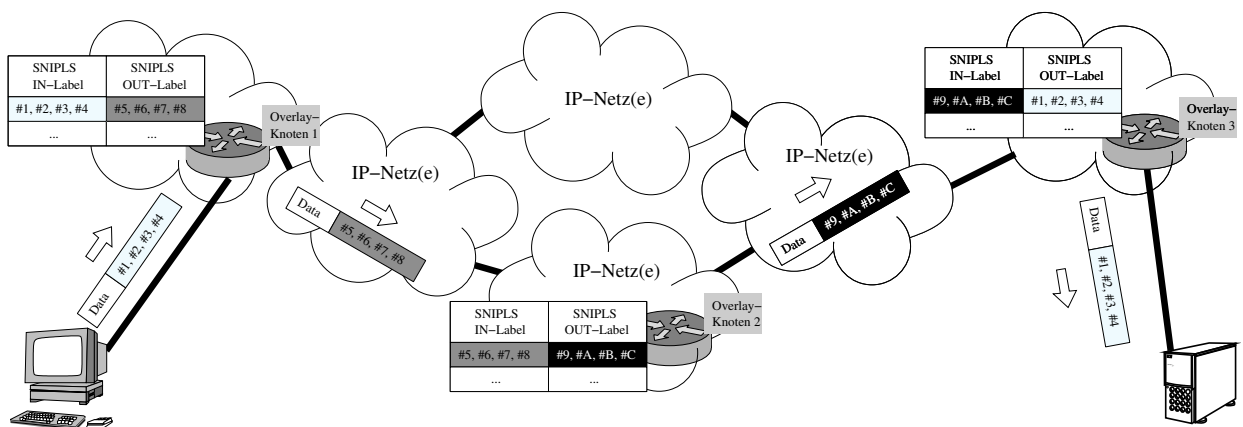 SNIPLS SNIPLS
IN−Label OUT−Label
#1, #2, #3, #4 #5, #6, #7, #8
... ...
Overlay−
Knoten 1
IP−Netz(e)
IP−Netz(e)
IP−Netz(e)
SNIPLS SNIPLS
IN−Label OUT−Label
#9, #A, #B, #C #1, #2, #3, #4
... ...
Overlay−
Knoten 3
Data #1, #2, #3, #4
Data #5, #6, #7, #8
IP−Netz(e)
Data #9, #A, #B, #C
Data #1, #2, #3, #4
SNIPLS SNIPLS
IN−Label OUT−Label
#5, #6, #7, #8 #9, #A, #B, #C
... ...
Overlay−
Knoten 2